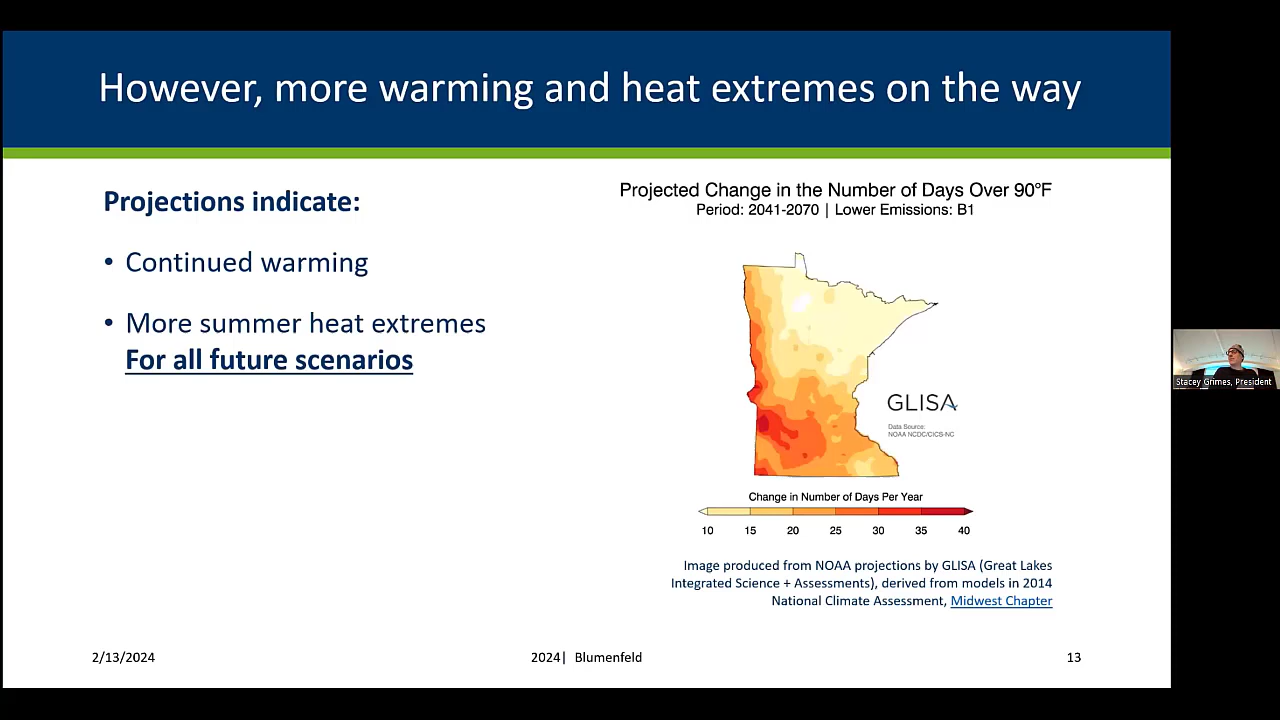 However, more warming and heat extremes on the way
Projections indicate:
• Continued warming
• More summer heat extremes
For all future scenarios
Projected Change in the Number of Days Over 90°F
Period: 2041-2070 | Lower Emissions: B1
GLISA
Data Source:
NOAA NCDC/CICS-NC
Change in Number of Days Per Year
10 15 20 25 30 35 40
Image produced from NOAA projections by GLISA (Great Lakes
Integrated Science + Assessments), derived from models in 2014
National Climate Assessment, Midwest Chapter
2/13/2024
2024| Blumenfeld
13
Stacey Grimes, President